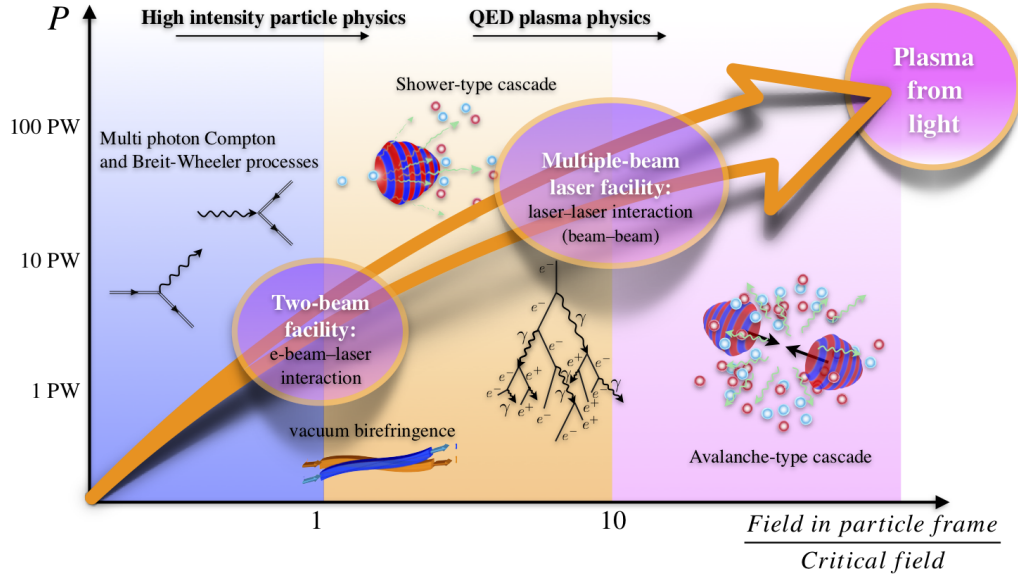 P
High intensity particle physics
QED plasma physics
Plasma
from
light
Shower-type cascade
100 PW
Multi photon Compton
and Breit-Wheeler processes
Multiple-beam
laser facility:
laser–laser interaction
(beam–beam)
10 PW
Two-beam
facility:
e-beam–laser
interaction
e−
e− γ
e− e−
γ
e− e+ γ
e− γ e+ e− e+
e−
1 PW
vacuum birefringence
Avalanche-type cascade
1
10
Field in particle frame
Critical field